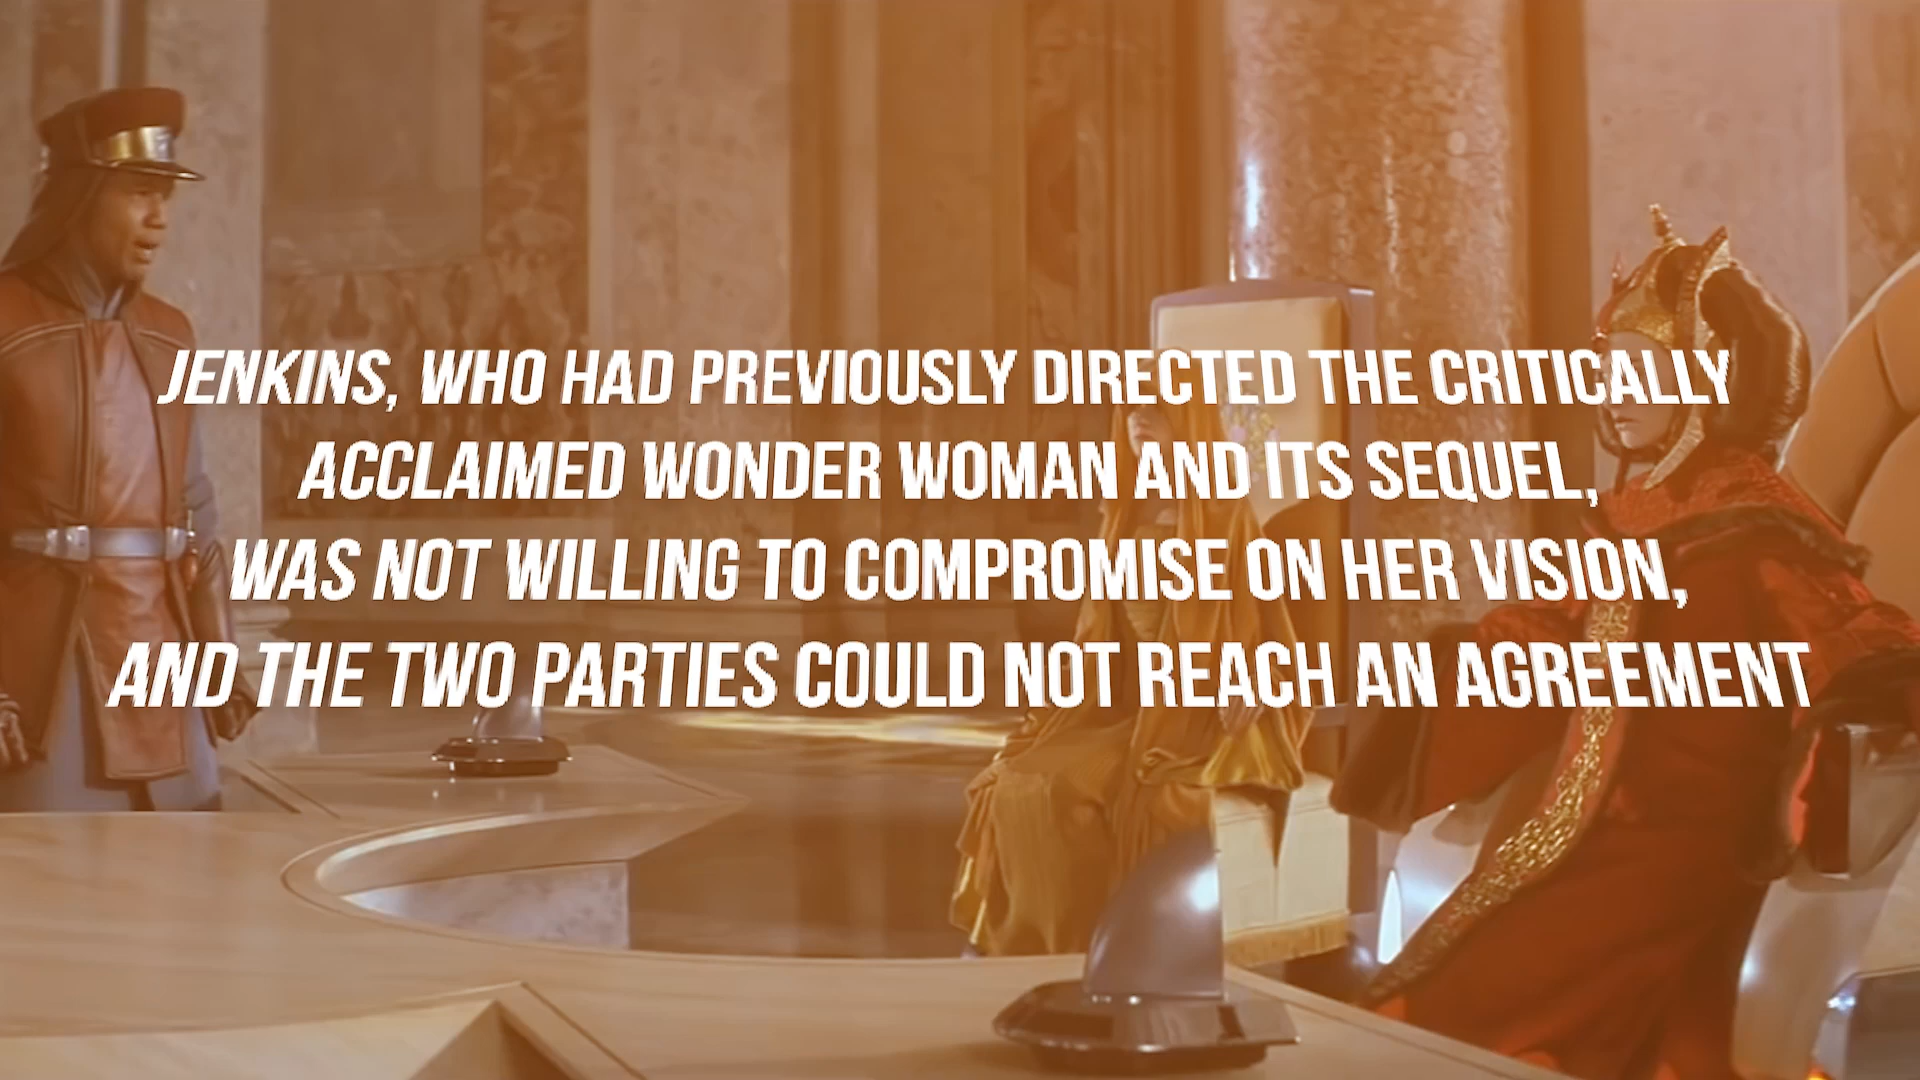 JENKINS, WHO HAD PREVIOUSLY DIRECTED THE CRITICALLY
ACCLAIMED WONDER WOMAN AND ITS SEQUEL,
WAS NOT WILLING TO COMPROMISE ON HER VISION,
AND THE TWO PARTIES COULD NOT REACH AN AGREEMENT